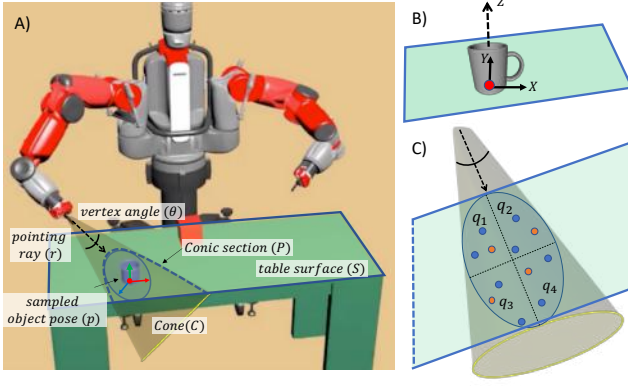 A)
vertex angle (θ)
pointing
ray (r)
Conic section (P)
table surface (S)
sampled
object pose (p)
Cone(C)
B)
Z
Y
X
C)
q1
q2
q3
q4